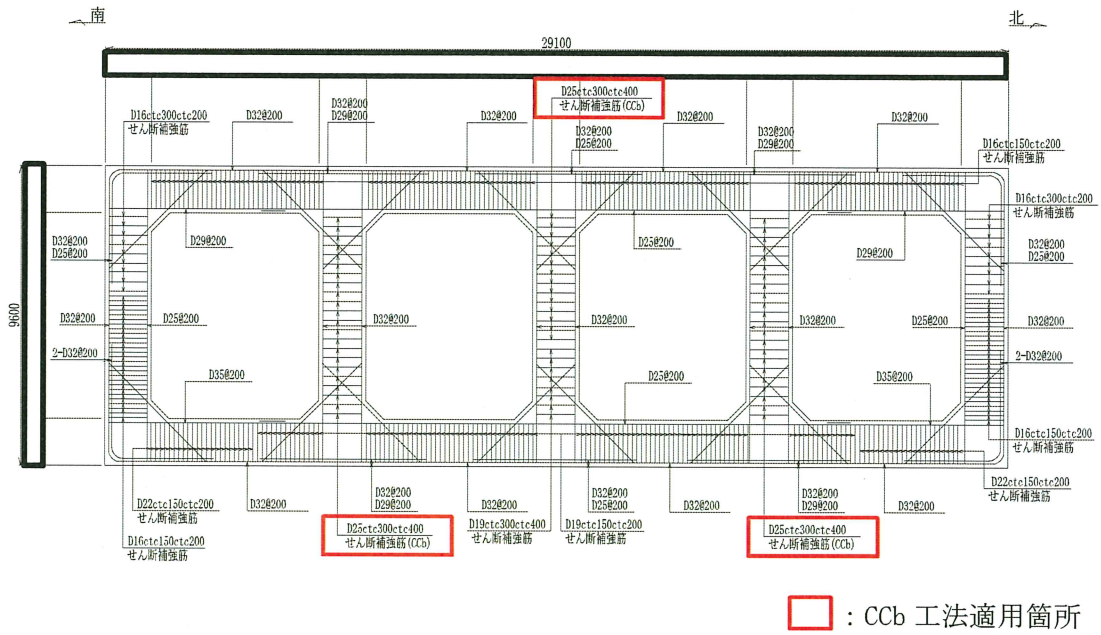 南
北
29100
D25ctc300ctc400
せん断補強筋(CCb)
D16ctc300ctc200
せん断補強筋
D32@200
D32@200
D29@200
D32@200
D32@200
D25@200
D32@200
D32@200
D29@200
D32@200
D16ctc150ctc200
せん断補強筋
D16ctc300ctc200
せん断補強筋
D32@200
D25@200
D29@200
D25@200
D29@200
D32@200
D25@200
9600
D32@200
D25@200
D32@200
D32@200
D32@200
D25@200
D32@200
2-D32@200
2-D32@200
D35@200
D25@200
D35@200
D16ctc150ctc200
せん断補強筋
D22ctc150ctc200
せん断補強筋
D32@200
D32@200
D29@200
D32@200
D32@200
D25@200
D32@200
D32@200
D29@200
D32@200
D22ctc150ctc200
せん断補強筋
D16ctc150ctc200
せん断補強筋
D25ctc300ctc400
せん断補強筋(CCb)
D19ctc300ctc400
せん断補強筋
D19ctc150ctc200
せん断補強筋
D25ctc300ctc400
せん断補強筋(CCb)
：CCb 工法適用箇所